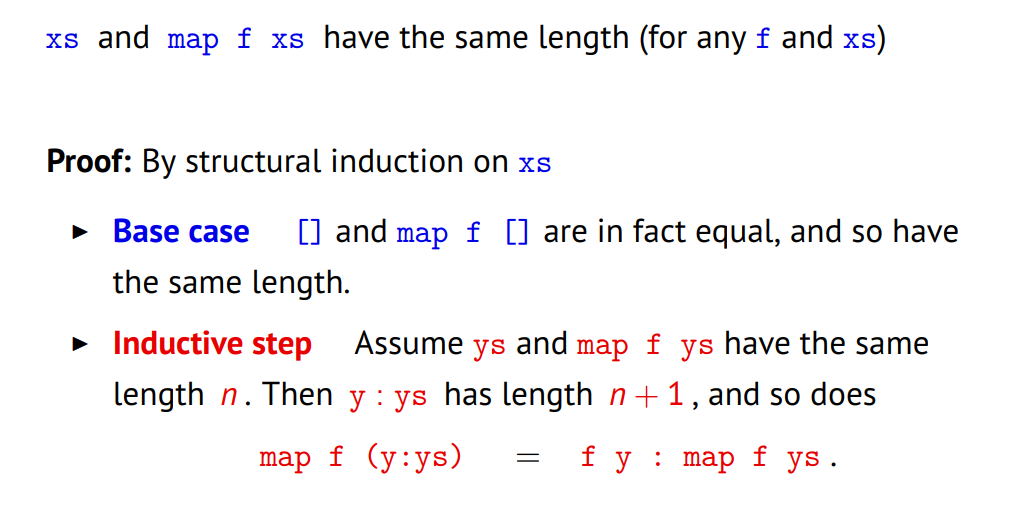 xs and map f xs have the same length (for any f and xs)
Proof: By structural induction on xs
► Base case [] and map f [] are in fact equal, and so have
the same length.
► Inductive step Assume ys and map f ys have the same
length n. Then y:ys has length n + 1, and so does
map f (y:ys) = f y : map f ys.